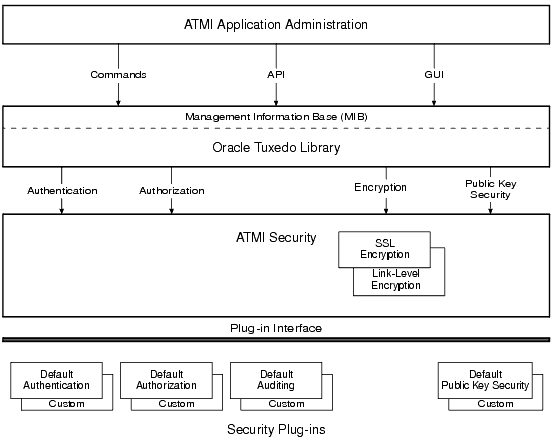 ATMI Application Administration
Commands
API
GUI
Management Information Base (MIB)
Oracle Tuxedo Library
Authentication
Authorization
Encryption
Public Key
Security
ATMI Security
SSL
Encryption
Link-Level
Encryption
Plug-in Interface
Default
Authentication
Custom
Default
Authorization
Custom
Default
Auditing
Custom
Default
Public Key Security
Custom
Security Plug-ins